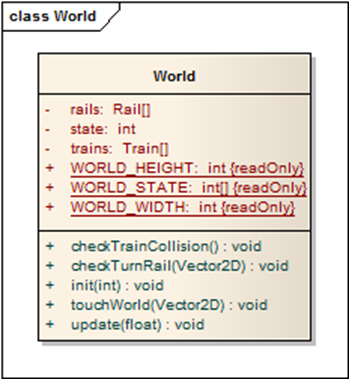 class World
World
- rails: Rail[]
- state: int
- trains: Train[]
+ WORLD_HEIGHT: int {readOnly}
+ WORLD_STATE: int[] {readOnly}
+ WORLD_WIDTH: int {readOnly}
+ checkTrainCollision() : void
+ checkTurnRail(Vector2D) : void
+ init(int) : void
+ touchWorld(Vector2D) : void
+ update(float) : void